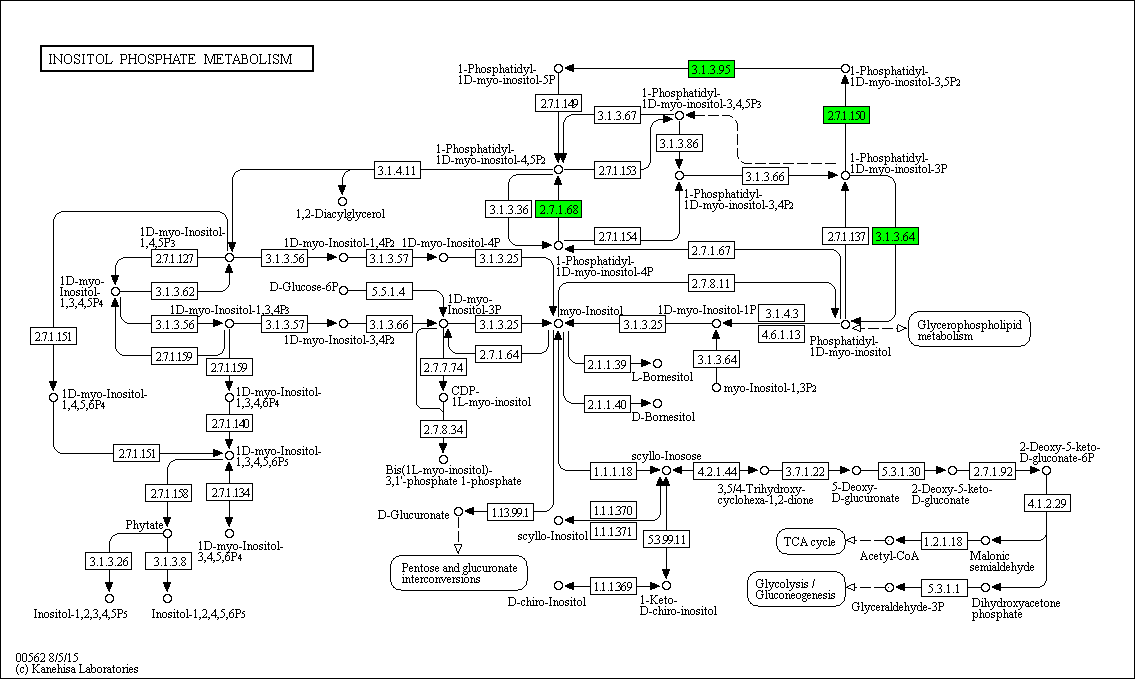 INOSITOL PHOSPHATE METABOLISM
1-Phosphatidyl-
1D-myo-inositol-5P
3.1.3.95
1-Phosphatidyl-
1D-myo-inositol-3,5P2
2.7.1.149
1-Phosphatidyl-
1D-myo-inositol-3,4,5P3
3.1.3.67
2.7.1.150
3.1.3.86
1-Phosphatidyl-
1D-myo-inositol-4,5P2
3.1.4.11
2.7.1.153
3.1.3.66
1-Phosphatidyl-
1D-myo-inositol-3P
1,2-Diacylglycerol
3.1.3.36
2.7.1.68
1-Phosphatidyl-
1D-myo-inositol-3,4P2
2.7.1.154
2.7.1.137
3.1.3.64
1D-myo-Inositol-
1,4,5P3
1D-myo-Inositol-1,4P2
1D-myo-Inositol-4P
2.7.1.67
2.7.1.127
3.1.3.56
3.1.3.57
3.1.3.25
1-Phosphatidyl-
1D-myo-inositol-4P
1D-myo-
Inositol-
1,3,4,5P4
3.1.3.62
D-Glucose-6P
5.5.1.4
2.7.8.11
1D-myo-Inositol-1,3,4P3
1D-myo-
Inositol-3P
myo-Inositol
1D-myo-Inositol-1P
3.1.4.3
3.1.3.56
3.1.3.57
3.1.3.66
3.1.3.25
3.1.3.25
4.6.1.13
Glycerophospholipid
metabolism
2.7.1.151
1D-myo-Inositol-3,4P2
Phosphatidyl-
1D-myo-inositol
2.7.1.159
2.7.1.64
2.7.1.159
2.7.7.74
2.1.1.39
L-Bornesitol
3.1.3.64
myo-Inositol-1,3P2
1D-myo-Inositol-
1,4,5,6P4
1D-myo-Inositol-
1,3,4,6P4
CDP-
1L-myo-inositol
2.1.1.40
D-Bornesitol
2.7.1.140
2.7.8.34
2.7.1.151
1D-myo-Inositol-
1,3,4,5,6P5
Bis(1L-myo-inositol)-
3,1'-phosphate 1-phosphate
scyllo-Inosose
2-Deoxy-5-keto-
D-gluconate-6P
1.1.1.18
4.2.1.44
3.7.1.22
5.3.1.30
2.7.1.92
3,5/4-Trihydroxy-
cyclohexa-1,2-dione
5-Deoxy-
D-glucuronate
2-Deoxy-5-keto-
D-gluconate
2.7.1.158
2.7.1.134
4.1.2.29
D-Glucuronate
1.13.99.1
1.1.1.370
1.1.1.371
scyllo-Inositol
Phytate
5.3.99.11
TCA cycle
1.2.1.18
Acetyl-CoA
Malonic
semialdehyde
1D-myo-Inositol-
3,4,5,6P4
3.1.3.26
3.1.3.8
Pentose and glucuronate
interconversions
1.1.1.369
D-chiro-Inositol
1-Keto-
D-chiro-inositol
Glycolysis /
Gluconeogenesis
5.3.1.1
Glyceraldehyde-3P
Dihydroxyacetone
phosphate
Inositol-1,2,3,4,5P5
Inositol-1,2,4,5,6P5
00562 8/5/15
(c) Kanehisa Laboratories